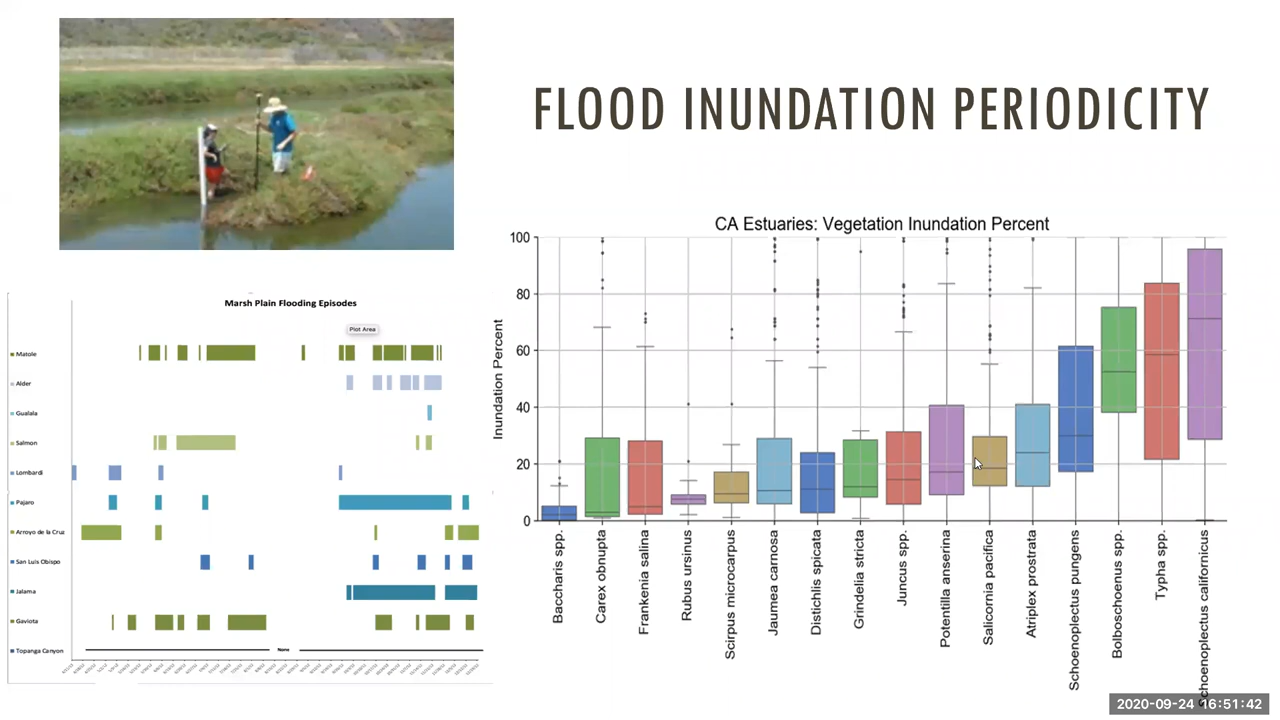 FLOOD INUNDATION PERIODICITY
Marsh Plain Flooding Episodes
Plot Area
Matole
Alder
Gualala
Salmon
Lombardi
Pajaro
Arroyo de la Cruz
San Luis Obispo
Jalama
Gaviota
Topanga Canyon
None
CA Estuaries: Vegetation Inundation Percent
Inundation Percent
100
80
60
40
20
0
Baccharis spp.
Carex obnupta
Frankenia salina
Rubus ursinus
Scirpus microcarpus
Jaumea carnosa
Distichlis spicata
Grindelia stricta
Juncus spp.
Potentilla anserina
Salicornia pacifica
Atriplex prostrata
Schoenoplectus pungens
Bolboschoenus spp.
Typha spp.
Schoenoplectus californicus
2020-09-24 16:51:42